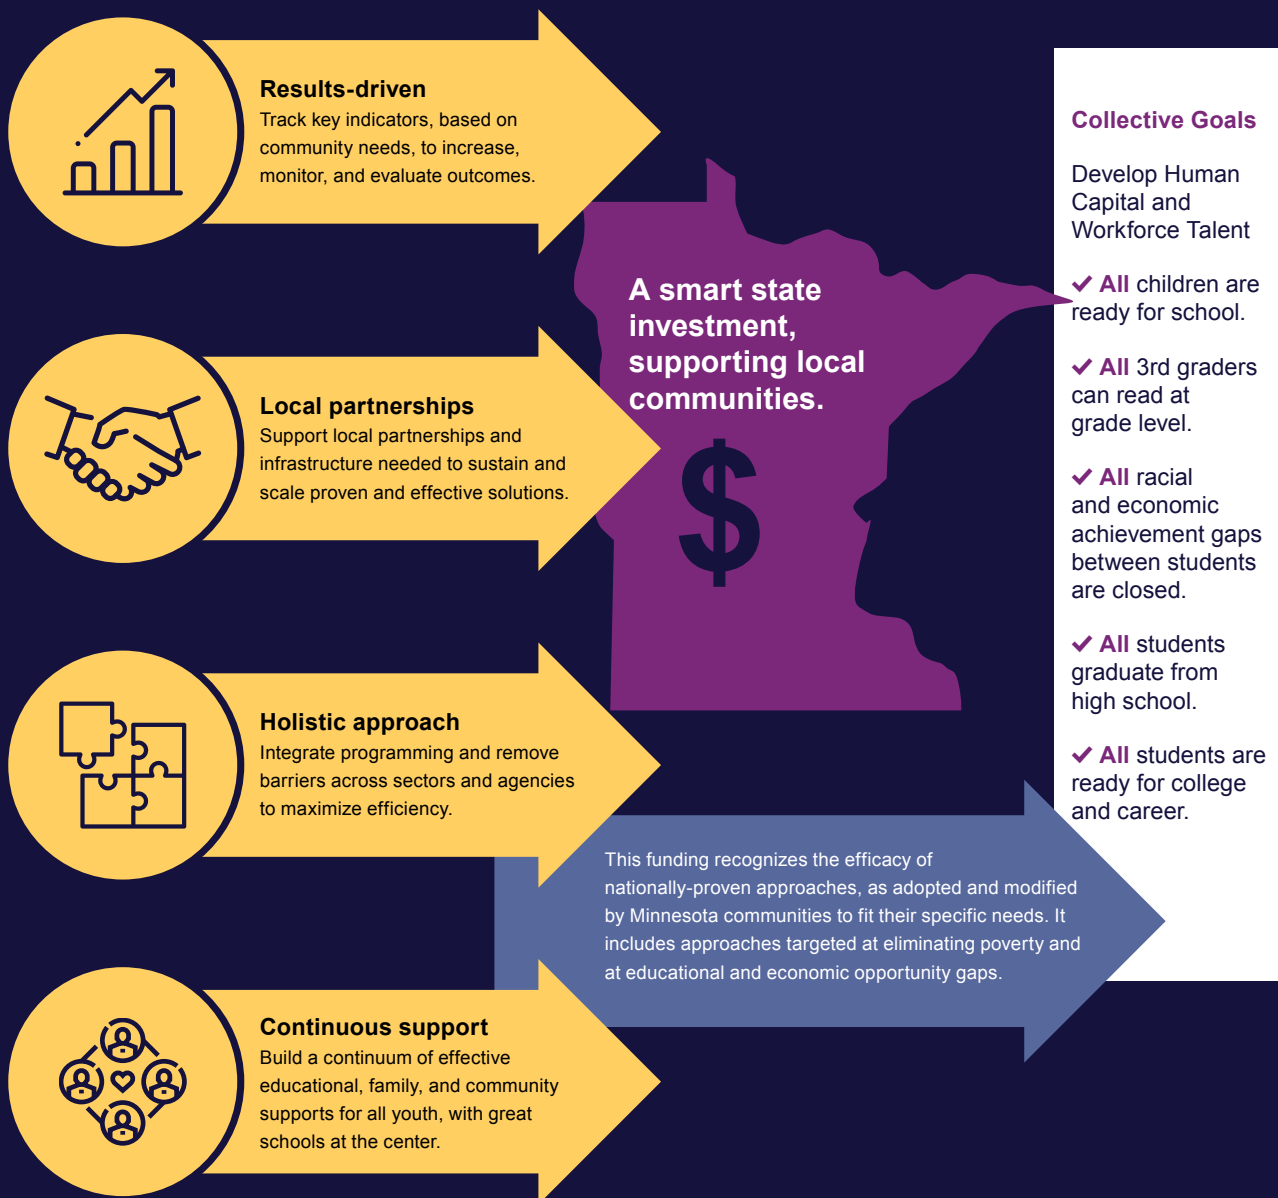 Results-driven
Track key indicators, based on
community needs, to increase,
monitor, and evaluate outcomes.
Local partnerships
Support local partnerships and
infrastructure needed to sustain and
scale proven and effective solutions.
Holistic approach
Integrate programming and remove
barriers across sectors and agencies
to maximize efficiency.
Continuous support
Build a continuum of effective
educational, family, and community
supports for all youth, with great
schools at the center.
A smart state
investment,
supporting local
communities.
$
This funding recognizes the efficacy of
nationally-proven approaches, as adopted and modified
by Minnesota communities to fit their specific needs. It
includes approaches targeted at eliminating poverty and
at educational and economic opportunity gaps.
Collective Goals
Develop Human
Capital and
Workforce Talent
✓ All children are
ready for school.
✓ All 3rd graders
can read at
grade level.
✓ All racial
and economic
achievement gaps
between students
are closed.
✓ All students
graduate from
high school.
✓ All students are
ready for college
and career.